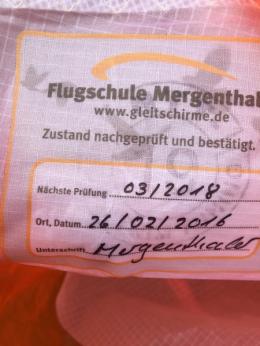 Flugschule Mergenthal
www.gleitschirme.de
Zustand nachgeprüft und bestätigt.
Nächste Prüfung 03/2018
Ort, Datum 26/02/2016
Unterschrift Mergenthaler